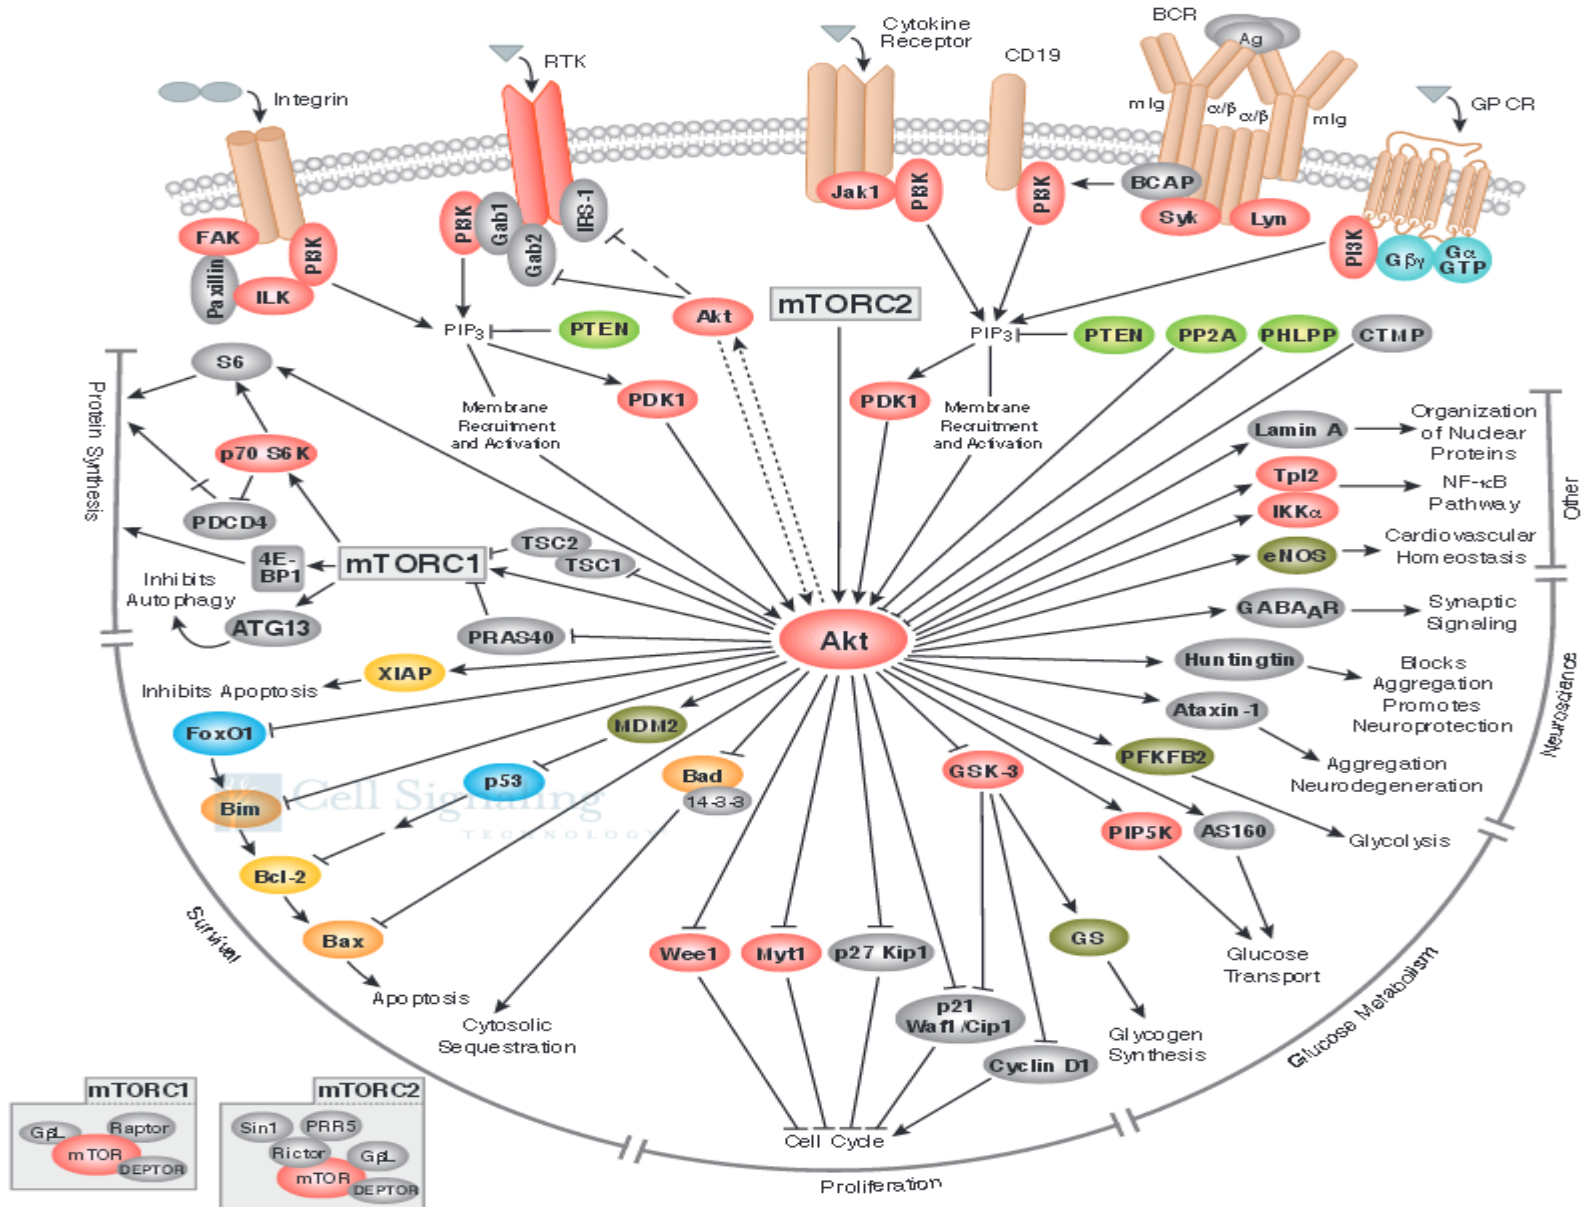 BCR
Ag
Cytokine
Receptor
CD19
RTK
Integrin
mIg
α/β
α/β
mIg
GPCR
Jak1
PI3K
PI3K
BCAP
Syk
Lyn
PI3K
Gβγ
Gα
GTP
FAK
Paxillin
ILK
PI3K
PI3K
Gab1
Gab2
IRS-1
Akt
mTORC2
PIP3
PTEN
PIP3
PTEN
PP2A
PHLPP
CTMP
S6
PDK1
PDK1
Membrane
Recruitment
and Activation
Membrane
Recruitment
and Activation
Protein Synthesis
p70 S6K
PDCD4
4E-
BP1
mTORC1
TSC2
TSC1
Inhibits
Autophagy
ATG13
PRAS40
Akt
Lamin A
Organization
of Nuclear
Proteins
Tpl2
IKKα
NF-κB
Pathway
eNOS
Cardiovascular
Homeostasis
Other
GABAAR
Synaptic
Signaling
Huntingtin
Blocks
Aggregation
Promotes
Neuroprotection
Neuroscience
Ataxin-1
Aggregation
Neurodegeneration
XIAP
Inhibits Apoptosis
FoxO1
MDM2
p53
Bim
Bad
14-3-3
Bcl-2
Bax
Apoptosis
Cytosolic
Sequestration
Survival
Cell Signaling
TECHNOLOGY
GSK-3
PFKFB2
Glycolysis
PIP5K
AS160
Glucose
Transport
GS
Glycogen
Synthesis
Glucose Metabolism
Wee1
Myt1
p27 Kip1
p21
Waf1/Cip1
Cyclin D1
Cell Cycle
Proliferation
mTORC1
GβL
Raptor
mTOR
DEPTOR
mTORC2
Sin1
PRR5
Rictor
GβL
mTOR
DEPTOR